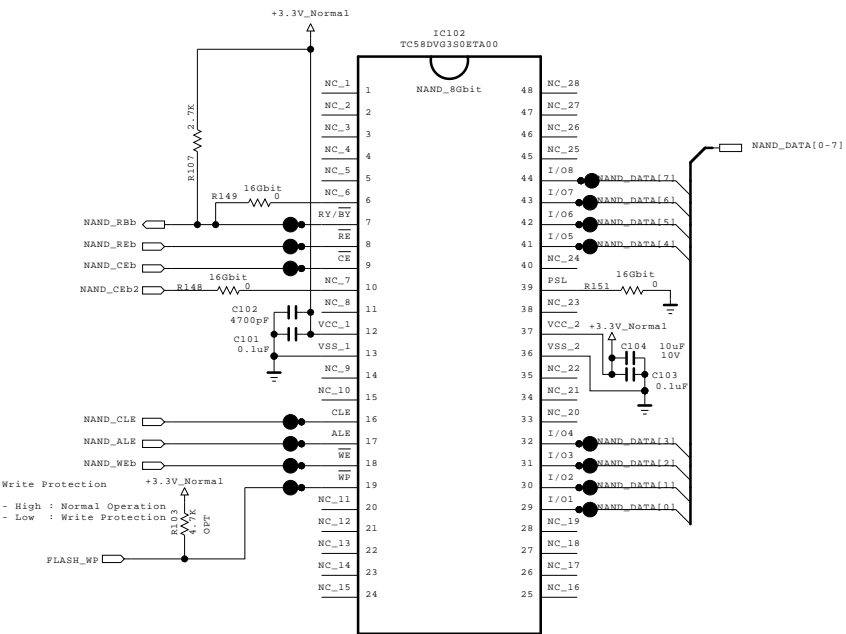 +3.3V_Normal
IC102
TC58DVG3S0ETA00
NAND_8Gbit
R107
2.7K
R149
16Gbit
0
NAND_RBb
NAND_REb
NAND_CEb
NAND_CEb2
R148
16Gbit
0
C102
4700pF
C101
0.1uF
NAND_CLE
NAND_ALE
NAND_WEb
Write Protection
- High : Normal Operation
- Low : Write Protection
+3.3V_Normal
R103
4.7K
OPT
FLASH_WP
NC_1 1
NC_2 2
NC_3 3
NC_4 4
NC_5 5
NC_6 6
RY/BY 7
RE 8
CE 9
NC_7 10
NC_8 11
VCC_1 12
VSS_1 13
NC_9 14
NC_10 15
CLE 16
ALE 17
WE 18
WP 19
NC_11 20
NC_12 21
NC_13 22
NC_14 23
NC_15 24
48 NC_28
47 NC_27
46 NC_26
45 NC_25
44 I/O8 NAND_DATA[7]
43 I/O7 NAND_DATA[6]
42 I/O6 NAND_DATA[5]
41 I/O5 NAND_DATA[4]
40 NC_24
39 PSL
38 NC_23
37 VCC_2
36 VSS_2
35 NC_22
34 NC_21
33 NC_20
32 I/O4 NAND_DATA[3]
31 I/O3 NAND_DATA[2]
30 I/O2 NAND_DATA[1]
29 I/O1 NAND_DATA[0]
28 NC_19
27 NC_18
26 NC_17
25 NC_16
NAND_DATA[0-7]
R151
16Gbit
0
+3.3V_Normal
C104
10uF
10V
C103
0.1uF